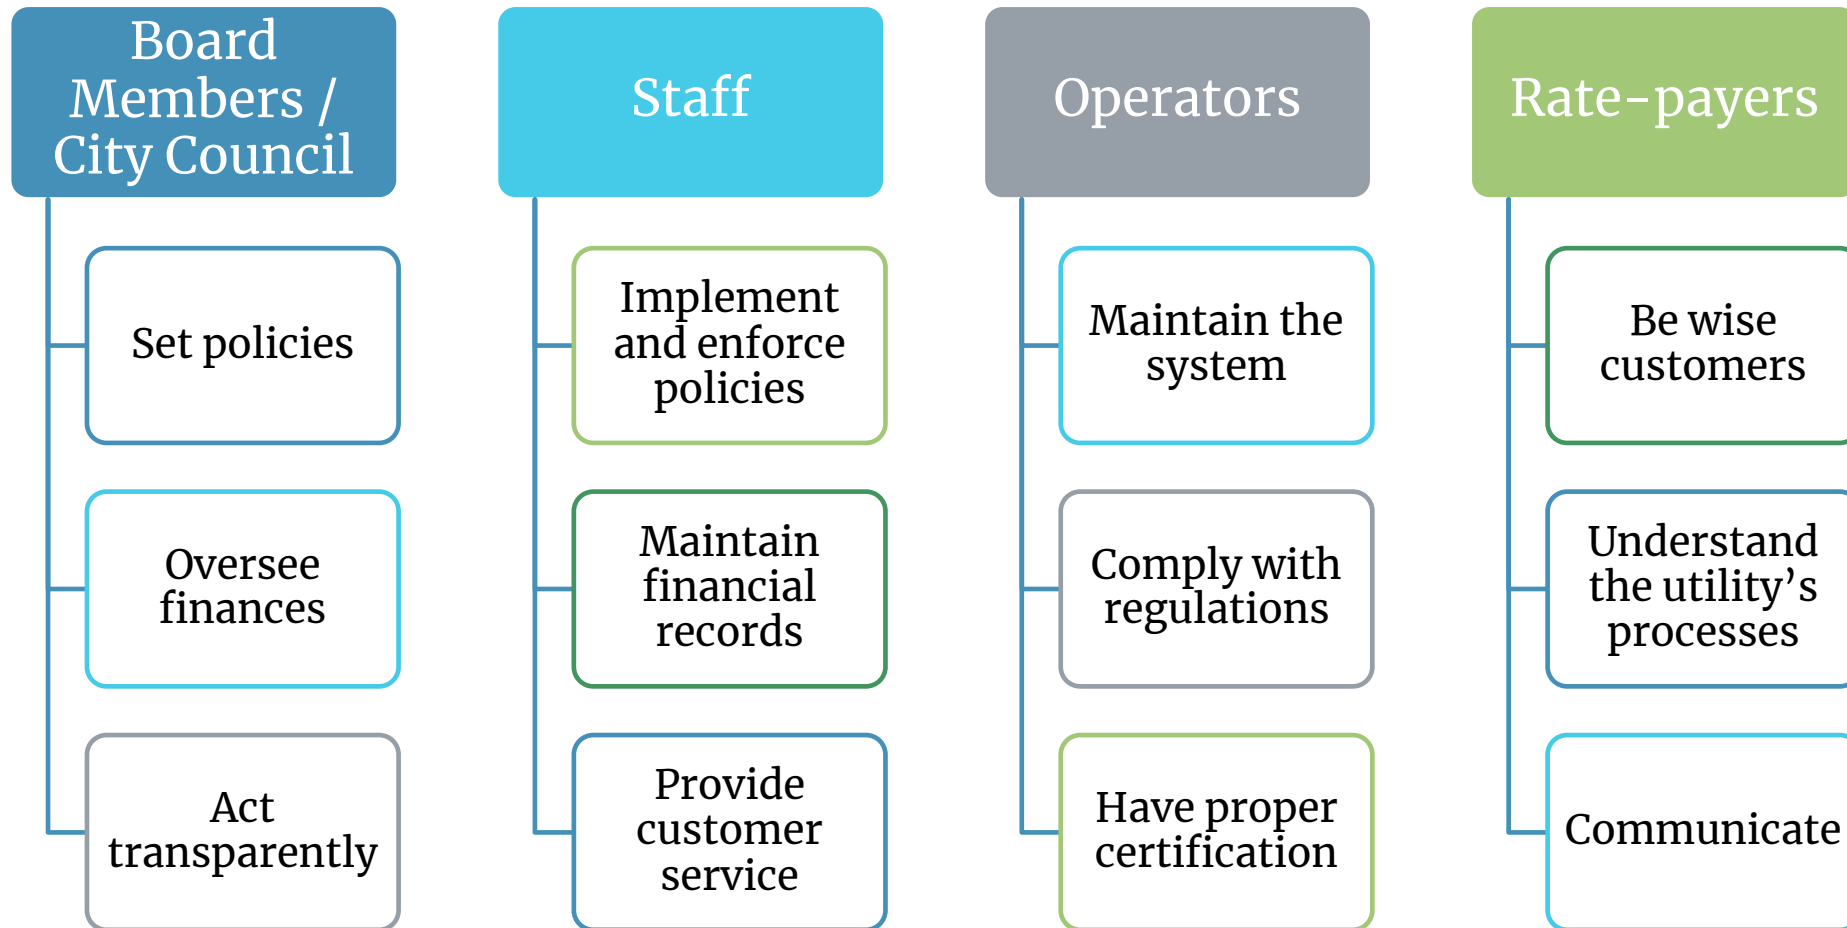 Board
Members /
City Council
Set policies
Oversee
finances
Act
transparently
Staff
Implement
and enforce
policies
Maintain
financial
records
Provide
customer
service
Operators
Maintain the
system
Comply with
regulations
Have proper
certification
Rate-payers
Be wise
customers
Understand
the utility’s
processes
Communicate